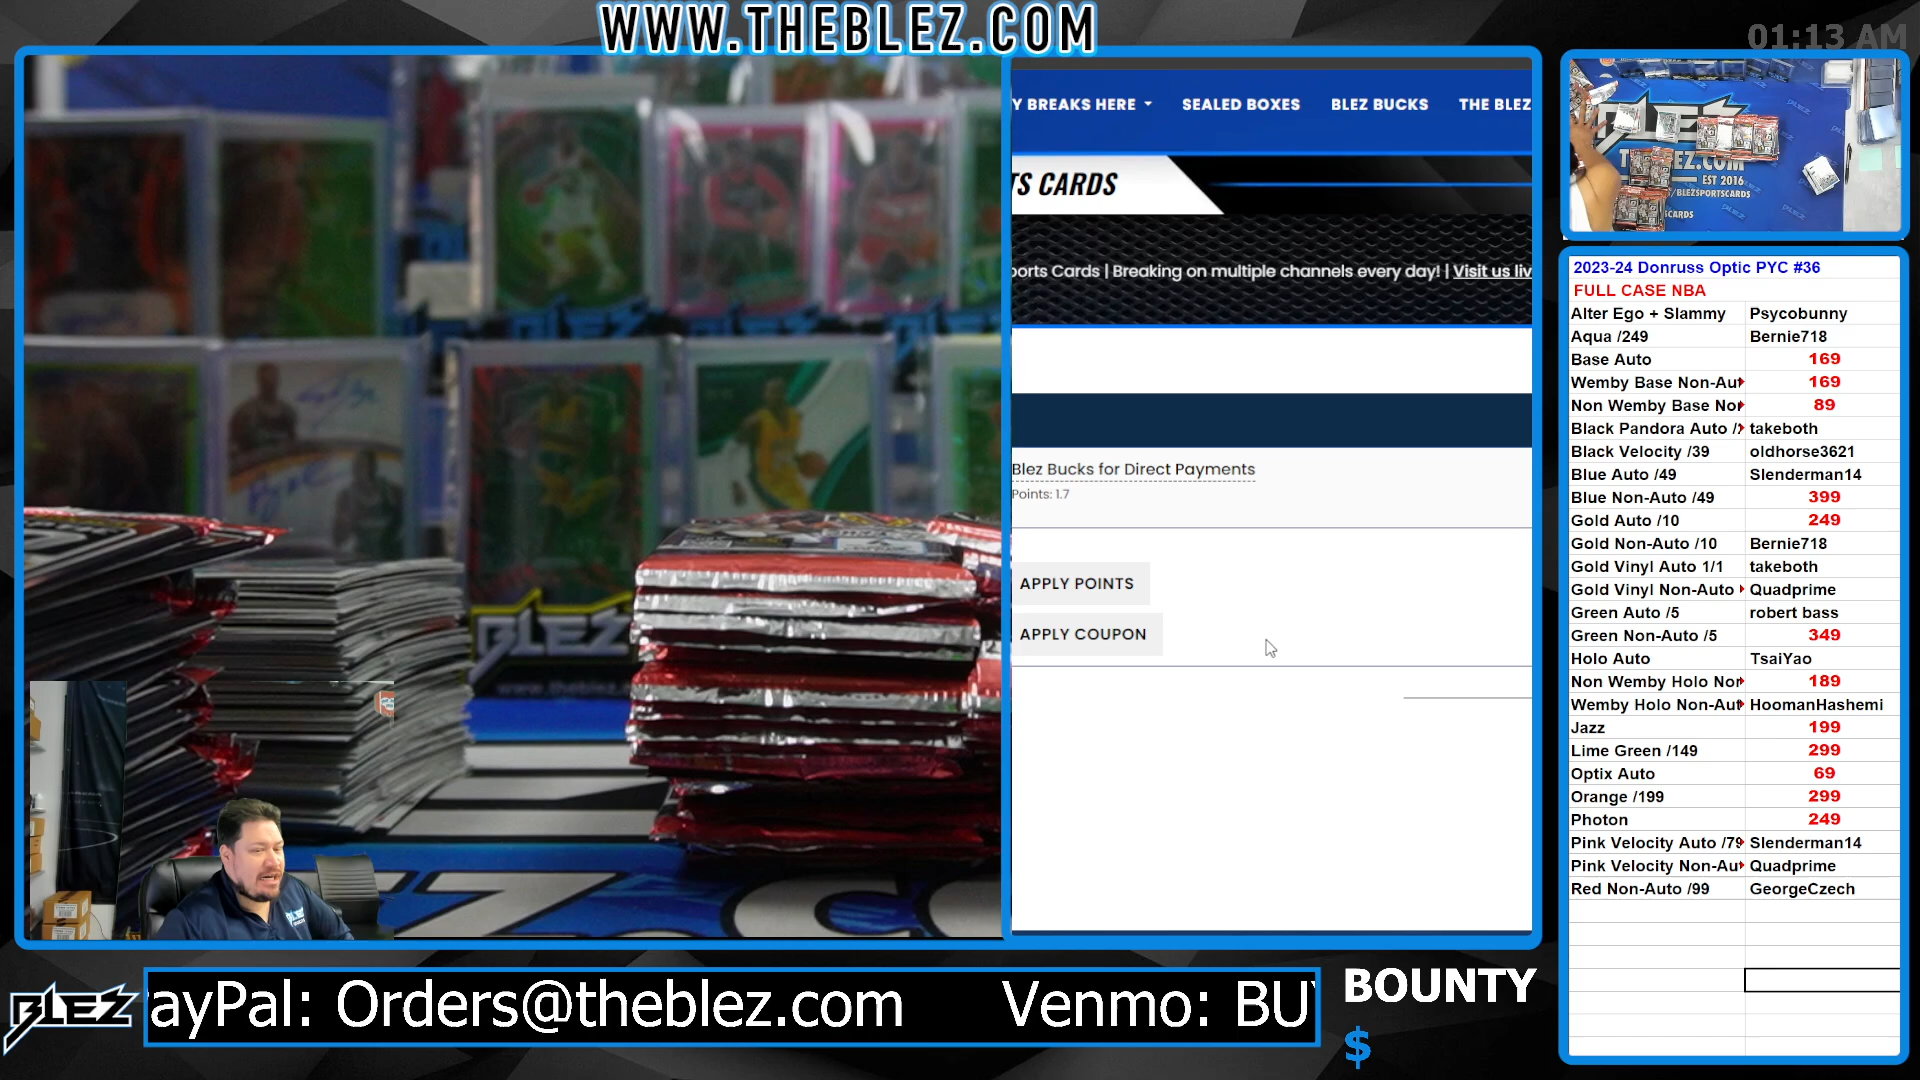 WWW.THEBLEZ.COM
01:13 AM
Y BREAKS HERE
SEALED BOXES
BLEZ BUCKS
THE BLEZ
TS CARDS
ports Cards | Breaking on multiple channels every day! | Visit us liv
Blez Bucks for Direct Payments
Points: 1.7
APPLY POINTS
APPLY COUPON
BLEZ
EST 2016
/BLEZSPORTSCARDS
2023-24 Donruss Optic PYC #36
FULL CASE NBA
Alter Ego + Slammy Psycobunny
Aqua /249 Bernie718
Base Auto 169
Wemby Base Non-Aut 169
Non Wemby Base Nor 89
Black Pandora Auto /: takeboth
Black Velocity /39 oldhorse3621
Blue Auto /49 Slenderman14
Blue Non-Auto /49 399
Gold Auto /10 249
Gold Non-Auto /10 Bernie718
Gold Vinyl Auto 1/1 takeboth
Gold Vinyl Non-Auto Quadprime
Green Auto /5 robert bass
Green Non-Auto /5 349
Holo Auto TsaiYao
Non Wemby Holo Nor 189
Wemby Holo Non-Aut HoomanHashemi
Jazz 199
Lime Green /149 299
Optix Auto 69
Orange /199 299
Photon 249
Pink Velocity Auto /79 Slenderman14
Pink Velocity Non-Au Quadprime
Red Non-Auto /99 GeorgeCzech
BLEZ
ayPal: Orders@theblez.com Venmo: BU
BOUNTY
$